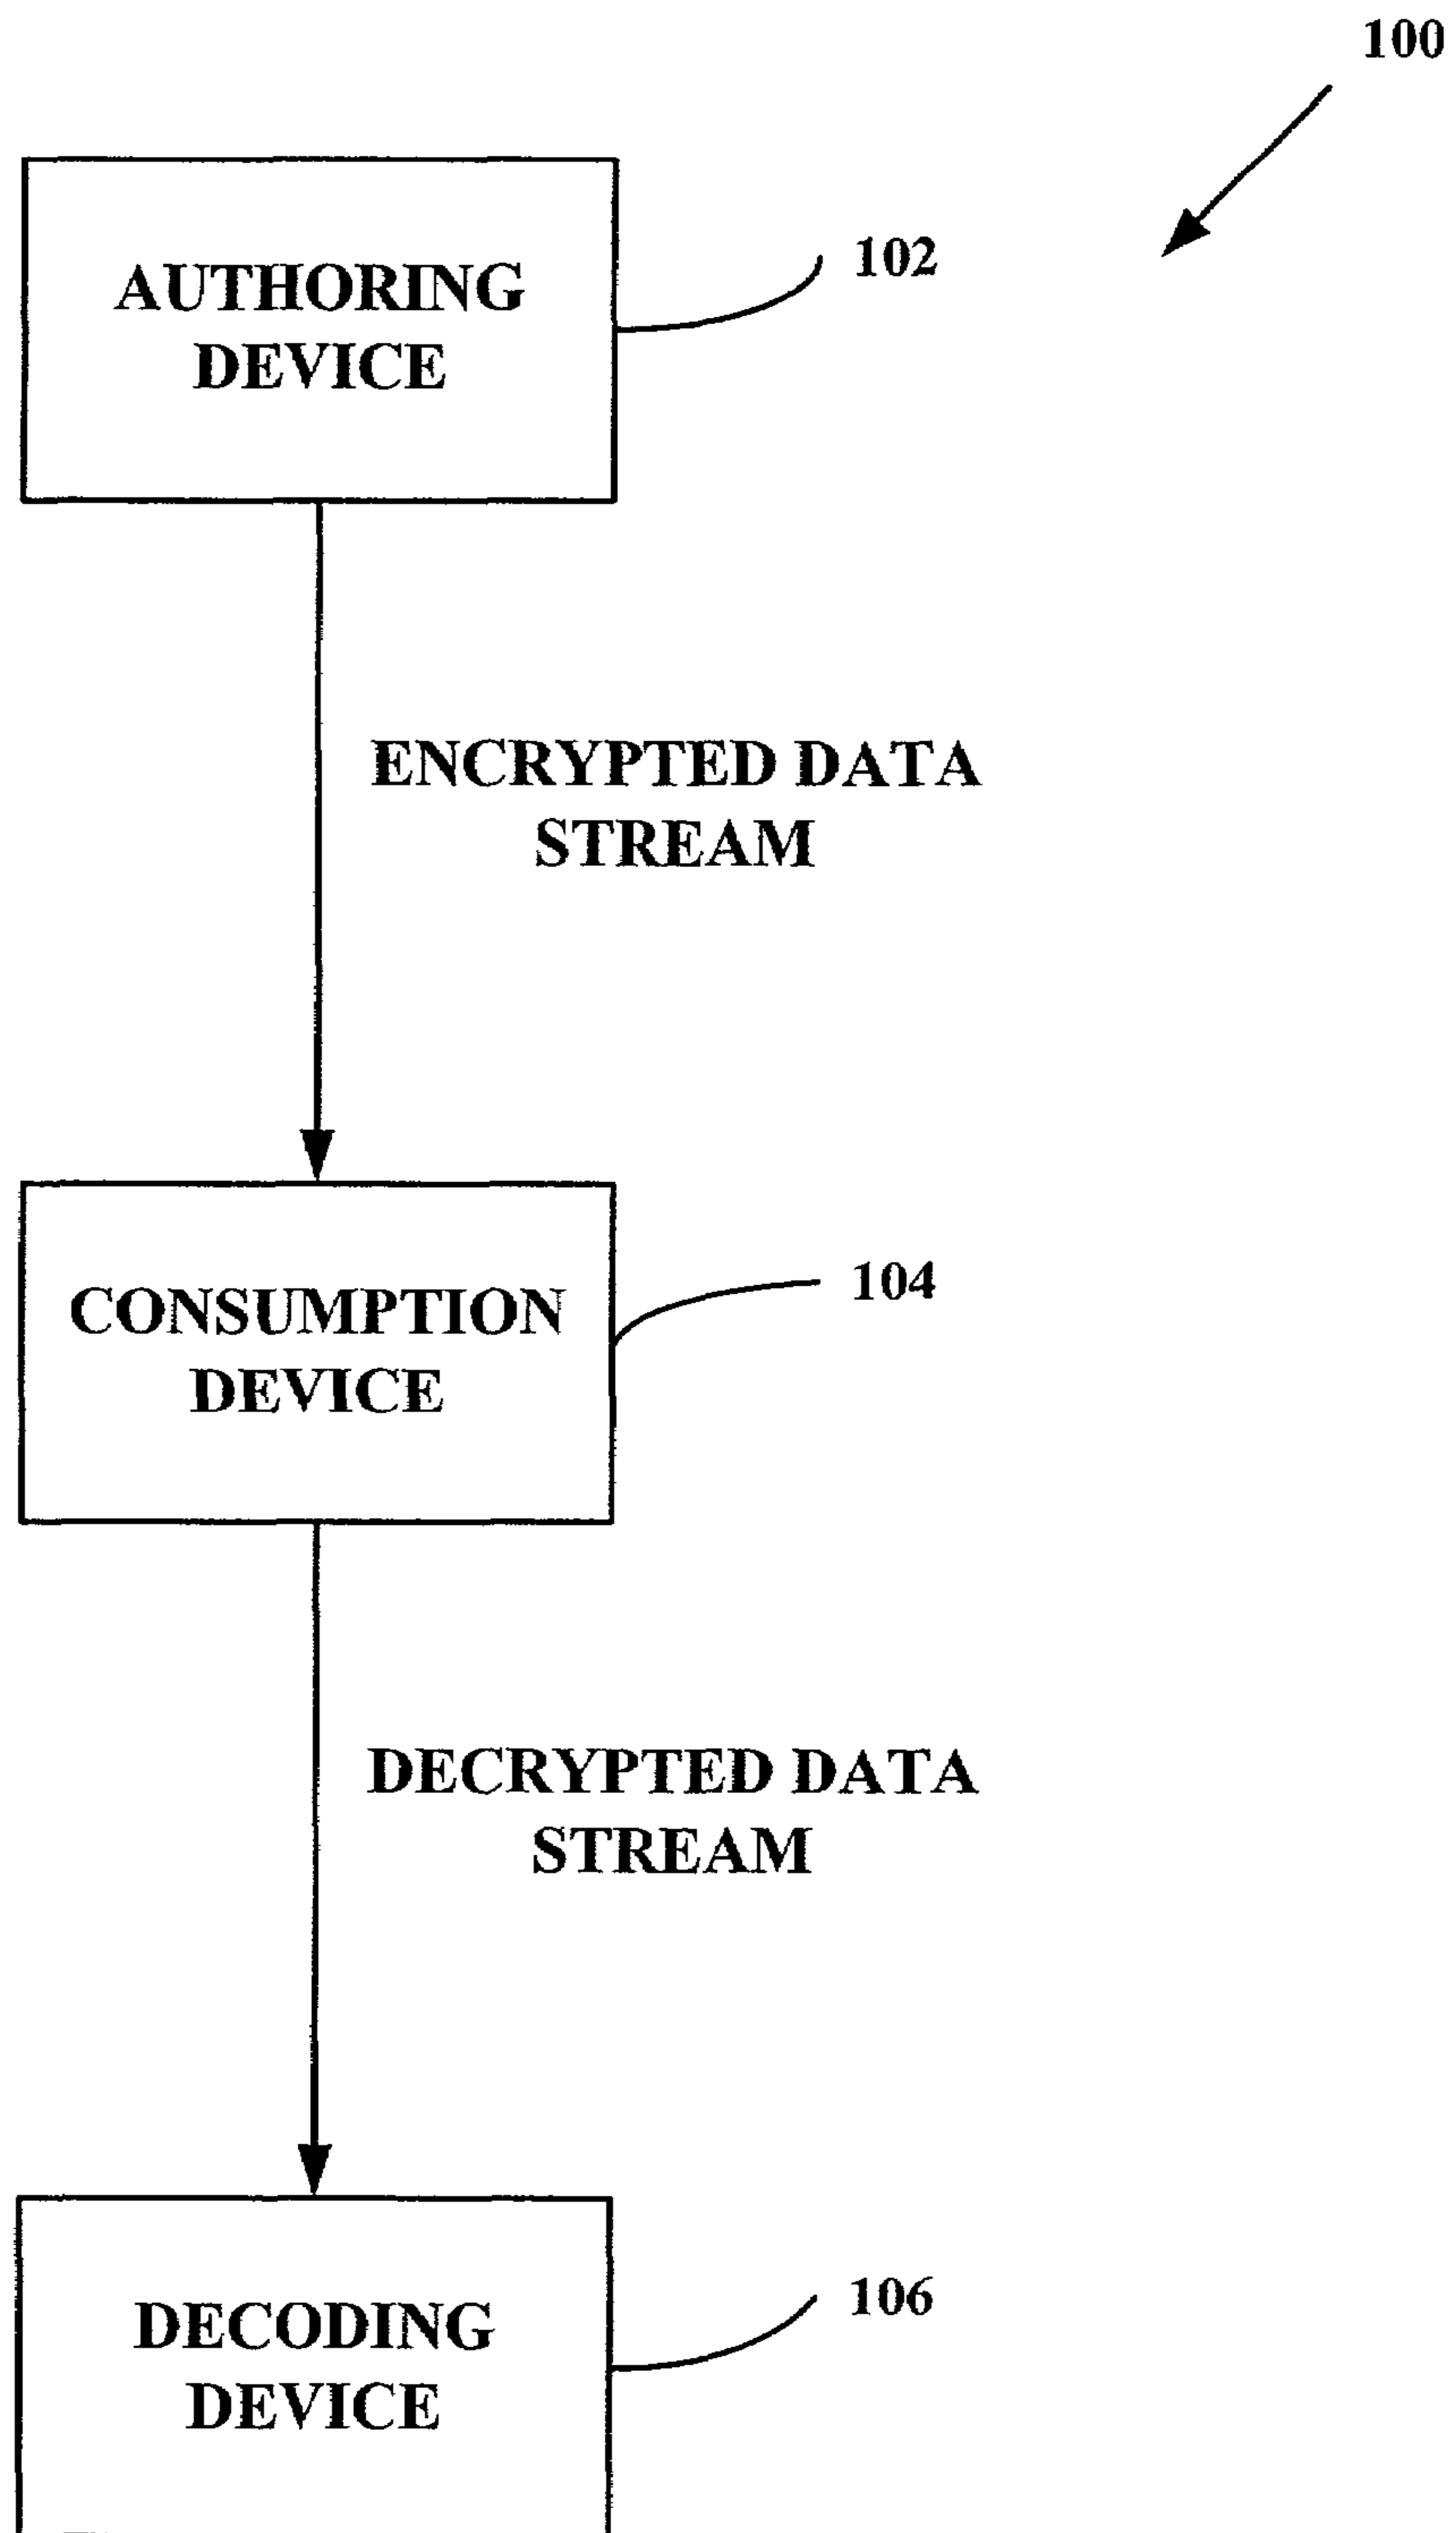 100
AUTHORING
DEVICE
102
ENCRYPTED DATA
STREAM
CONSUMPTION
DEVICE
104
DECRYPTED DATA
STREAM
DECODING
DEVICE
106